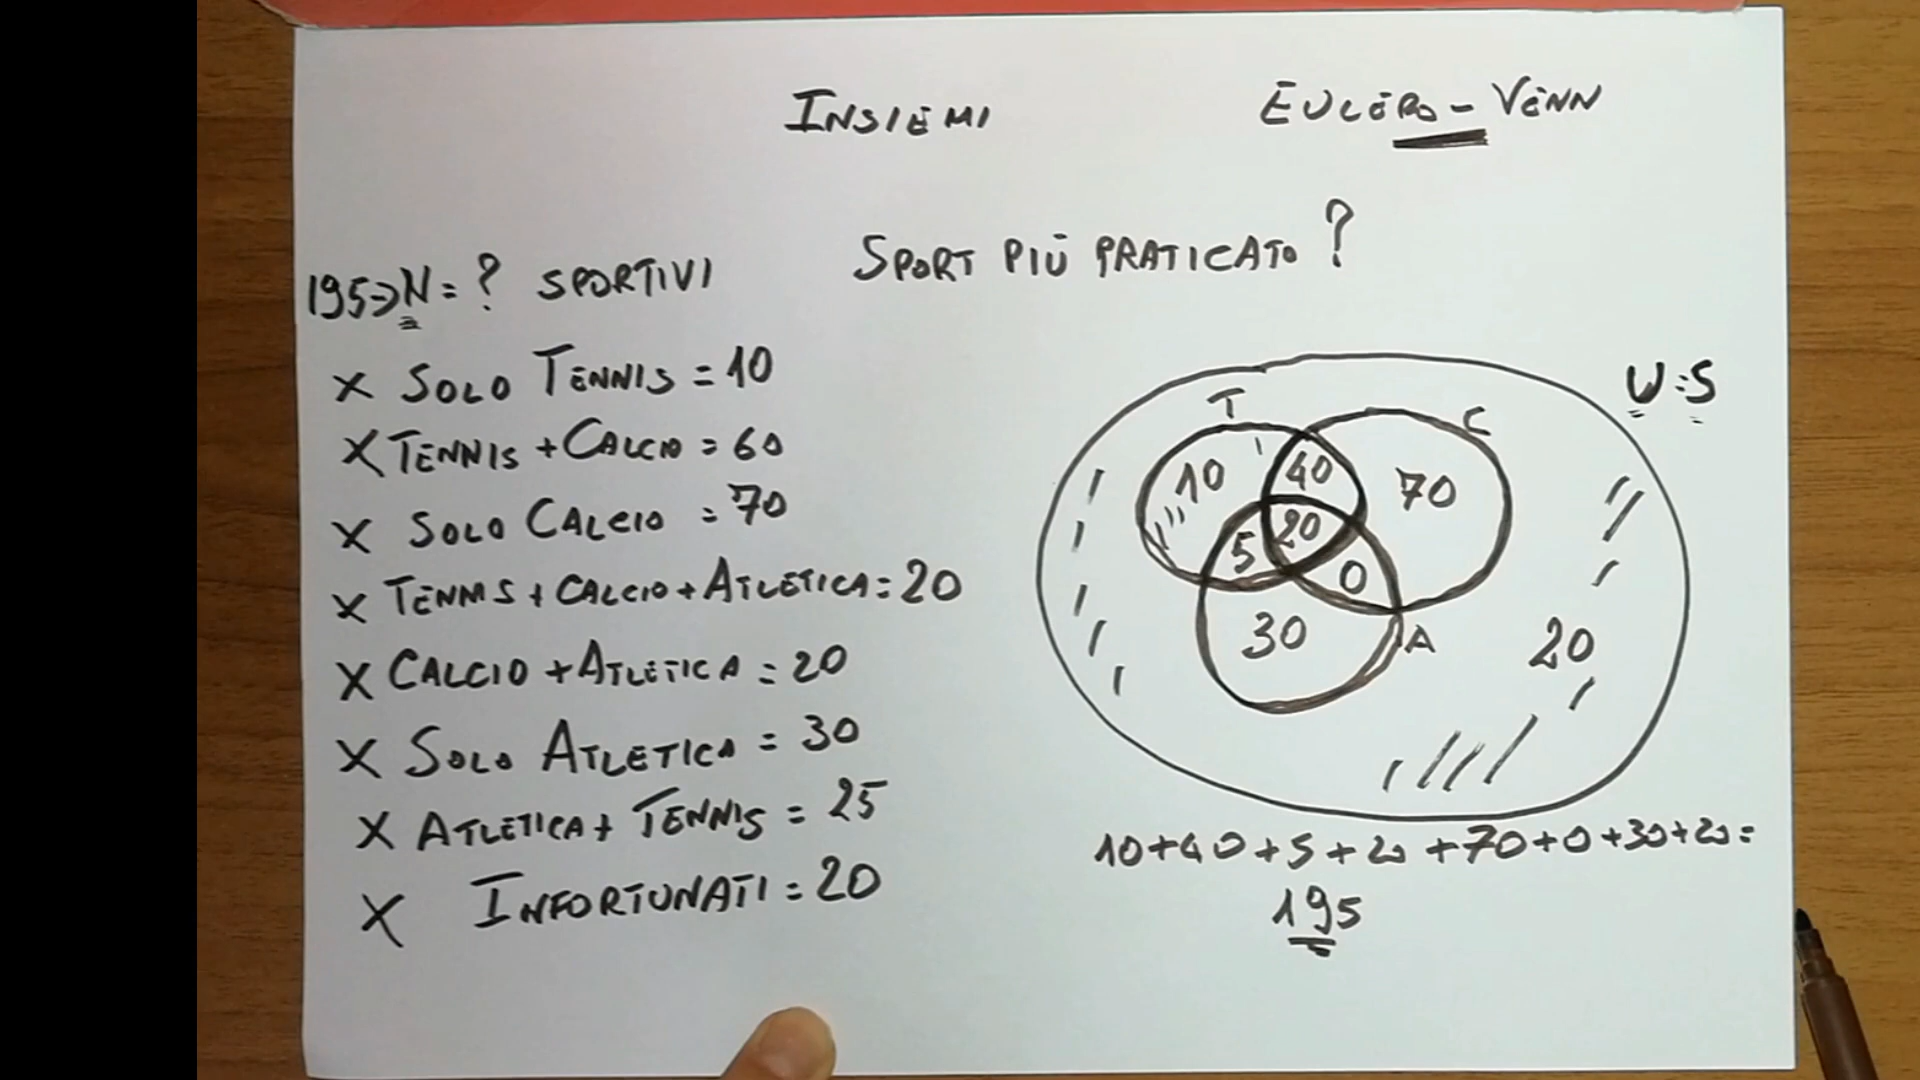 INSIEMI
EULERO - VENN
SPORT PIÙ PRATICATO ?
195=>N = ? SPORTIVI
X SOLO TENNIS = 10
X TENNIS + CALCIO = 60
X SOLO CALCIO = 70
X TENNIS + CALCIO + ATLETICA = 20
X CALCIO + ATLETICA = 20
X SOLO ATLETICA = 30
X ATLETICA + TENNIS = 25
X INFORTUNATI = 20
U = S
T
C
10
40
70
5
20
0
30
A
20
10+40+5+20+70+0+30+20=
195